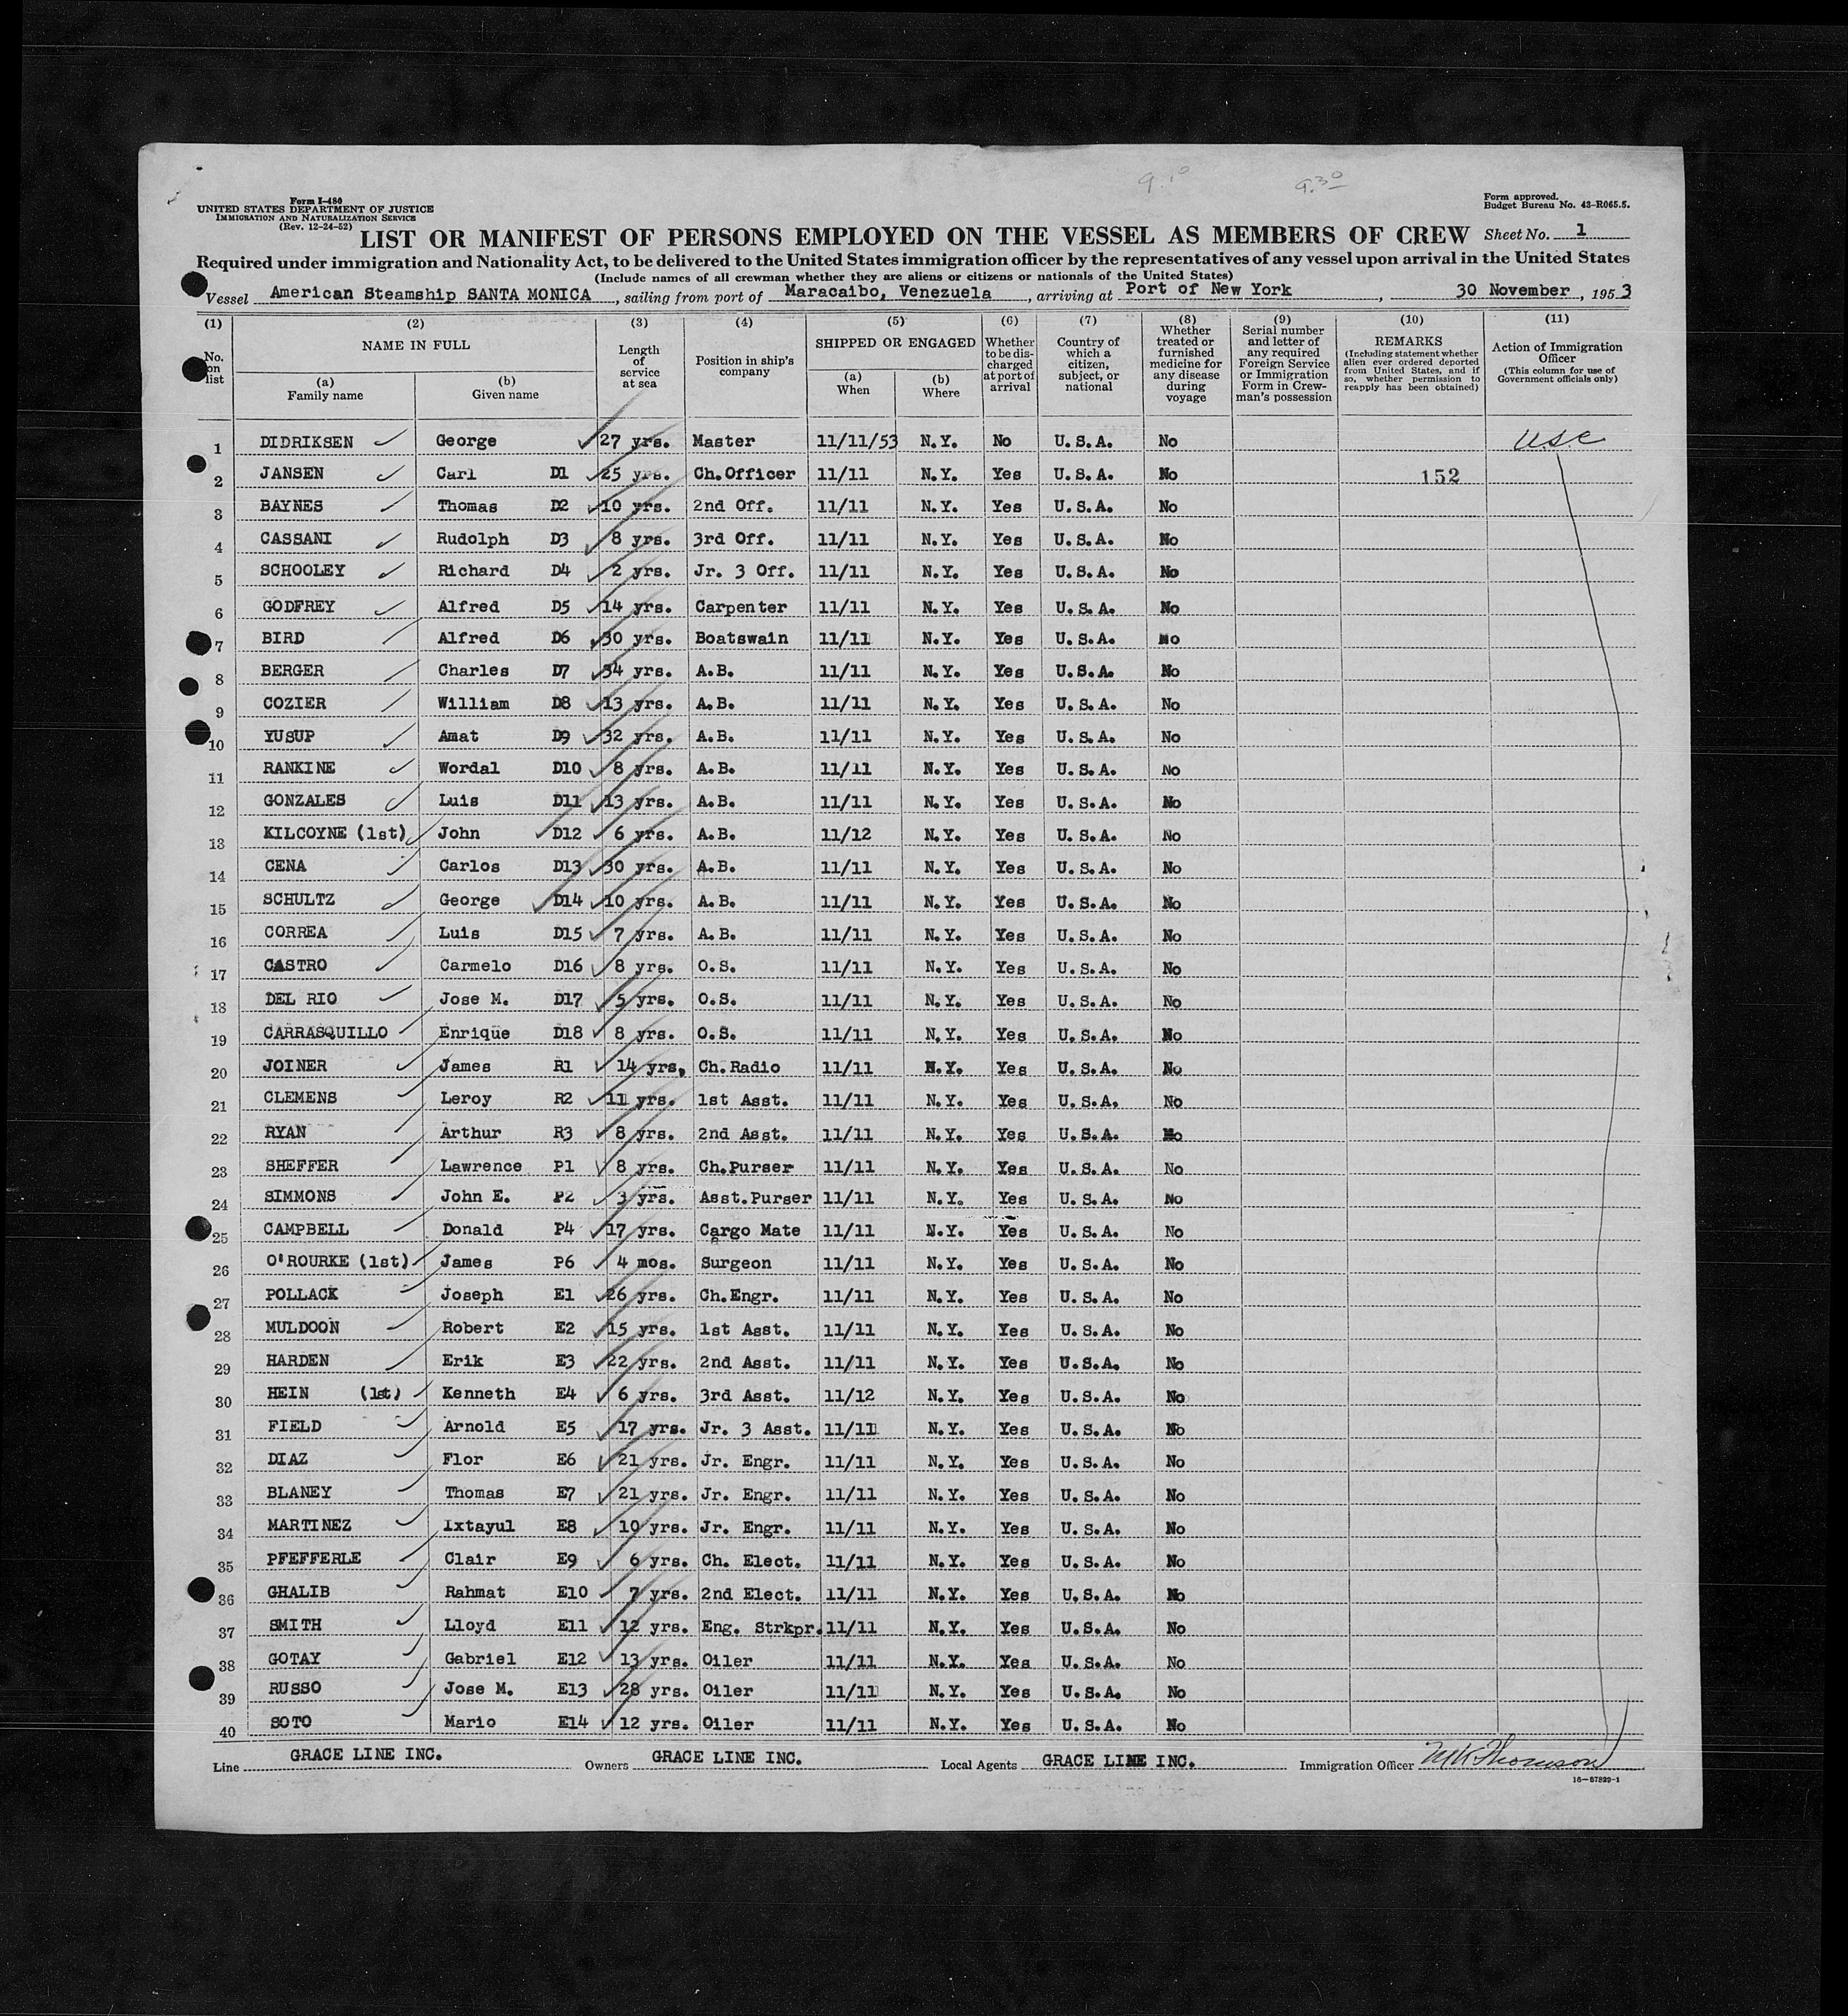 9.30
Form I-480
UNITED STATES DEPARTMENT OF JUSTICE
IMMIGRATION AND NATURALIZATION SERVICE
(Rev. 12-24-52)
Form approved.
Budget Bureau No. 43-R065.5.
LIST OR MANIFEST OF PERSONS EMPLOYED ON THE VESSEL AS MEMBERS OF CREW Sheet No. 1
Required under immigration and Nationality Act, to be delivered to the United States immigration officer by the representatives of any vessel upon arrival in the United States
(Include names of all crewman whether they are aliens or citizens or nationals of the United States)
Vessel American Steamship SANTA MONICA, sailing from port of Maracaibo, Venezuela, arriving at Port of New York, 30 November, 1953
(1) (2) (3) (4) (5) (6) (7) (8) (9) (10) (11)
No. on list
NAME IN FULL
(a) Family name
(b) Given name
Length of service at sea
Position in ship's company
SHIPPED OR ENGAGED
(a) When
(b) Where
Whether to be discharged at port of arrival
Country of which a citizen, subject, or national
Whether treated or furnished medicine for any disease during voyage
Serial number and letter of any required Foreign Service or Immigration Form in Crewman's possession
REMARKS
(Including statement whether alien ever ordered deported from United States, and if so, whether permission to reapply has been obtained)
Action of Immigration Officer
(This column for use of Government officials only)
1 DIDRIKSEN George 27 yrs. Master 11/11/53 N.Y. No U.S.A. No USC
2 JANSEN Carl D1 25 yrs. Ch.Officer 11/11 N.Y. Yes U.S.A. No 152
3 BAYNES Thomas D2 10 yrs. 2nd Off. 11/11 N.Y. Yes U.S.A. No
4 CASSANI Rudolph D3 8 yrs. 3rd Off. 11/11 N.Y. Yes U.S.A. No
5 SCHOOLEY Richard D4 2 yrs. Jr. 3 Off. 11/11 N.Y. Yes U.S.A. No
6 GODFREY Alfred D5 14 yrs. Carpenter 11/11 N.Y. Yes U.S.A. No
7 BIRD Alfred D6 30 yrs. Boatswain 11/11 N.Y. Yes U.S.A. No
8 BERGER Charles D7 34 yrs. A.B. 11/11 N.Y. Yes U.S.A. No
9 COZIER William D8 13 yrs. A.B. 11/11 N.Y. Yes U.S.A. No
10 YUSUP Amat D9 32 yrs. A.B. 11/11 N.Y. Yes U.S.A. No
11 RANKINE Wordal D10 8 yrs. A.B. 11/11 N.Y. Yes U.S.A. No
12 GONZALES Luis D11 13 yrs. A.B. 11/11 N.Y. Yes U.S.A. No
13 KILCOYNE (1st) John D12 6 yrs. A.B. 11/12 N.Y. Yes U.S.A. No
14 CENA Carlos D13 30 yrs. A.B. 11/11 N.Y. Yes U.S.A. No
15 SCHULTZ George D14 10 yrs. A.B. 11/11 N.Y. Yes U.S.A. No
16 CORREA Luis D15 7 yrs. A.B. 11/11 N.Y. Yes U.S.A. No
17 CASTRO Carmelo D16 8 yrs. O.S. 11/11 N.Y. Yes U.S.A. No
18 DEL RIO Jose M. D17 5 yrs. O.S. 11/11 N.Y. Yes U.S.A. No
19 CARRASQUILLO Enrique D18 8 yrs. O.S. 11/11 N.Y. Yes U.S.A. No
20 JOINER James R1 14 yrs, Ch.Radio 11/11 N.Y. Yes U.S.A. No
21 CLEMENS Leroy R2 11 yrs. 1st Asst. 11/11 N.Y. Yes U.S.A. No
22 RYAN Arthur R3 8 yrs. 2nd Asst. 11/11 N.Y. Yes U.S.A. No
23 SHEFFER Lawrence P1 8 yrs. Ch.Purser 11/11 N.Y. Yes U.S.A. No
24 SIMMONS John E. P2 3 yrs. Asst.Purser 11/11 N.Y. Yes U.S.A. No
25 CAMPBELL Donald P4 17 yrs. Cargo Mate 11/11 N.Y. Yes U.S.A. No
26 O'ROURKE (1st) James P6 4 mos. Surgeon 11/11 N.Y. Yes U.S.A. No
27 POLLACK Joseph E1 26 yrs. Ch.Engr. 11/11 N.Y. Yes U.S.A. No
28 MULDOON Robert E2 15 yrs. 1st Asst. 11/11 N.Y. Yes U.S.A. No
29 HARDEN Erik E3 22 yrs. 2nd Asst. 11/11 N.Y. Yes U.S.A. No
30 HEIN (1st) Kenneth E4 6 yrs. 3rd Asst. 11/12 N.Y. Yes U.S.A. No
31 FIELD Arnold E5 17 yrs. Jr. 3 Asst. 11/11 N.Y. Yes U.S.A. No
32 DIAZ Flor E6 21 yrs. Jr. Engr. 11/11 N.Y. Yes U.S.A. No
33 BLANEY Thomas E7 21 yrs. Jr. Engr. 11/11 N.Y. Yes U.S.A. No
34 MARTINEZ Ixtayul E8 10 yrs. Jr. Engr. 11/11 N.Y. Yes U.S.A. No
35 PFEFFERLE Clair E9 6 yrs. Ch. Elect. 11/11 N.Y. Yes U.S.A. No
36 GHALIB Rahmat E10 7 yrs. 2nd Elect. 11/11 N.Y. Yes U.S.A. No
37 SMITH Lloyd E11 12 yrs. Eng. Strkpr. 11/11 N.Y. Yes U.S.A. No
38 GOTAY Gabriel E12 13 yrs. Oiler 11/11 N.Y. Yes U.S.A. No
39 RUSSO Jose M. E13 28 yrs. Oiler 11/11 N.Y. Yes U.S.A. No
40 SOTO Mario E14 12 yrs. Oiler 11/11 N.Y. Yes U.S.A. No
Line GRACE LINE INC. Owners GRACE LINE INC. Local Agents GRACE LINE INC. Immigration Officer MK Thomson
16-67829-1